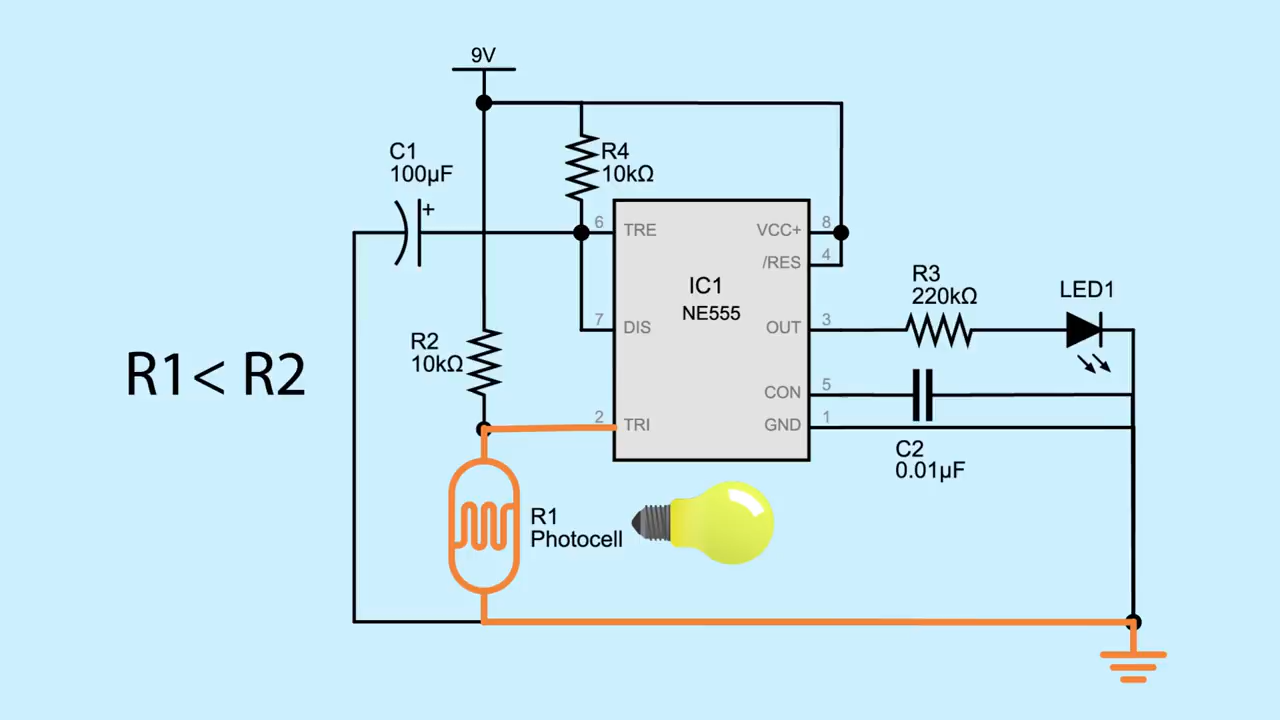 9V
C1
100µF
+
R4
10kΩ
6
TRE
VCC+
8
/RES
4
IC1
NE555
R3
220kΩ
LED1
R2
10kΩ
7
DIS
OUT
3
R1< R2
CON
5
2
TRI
GND
1
C2
0.01µF
R1
Photocell